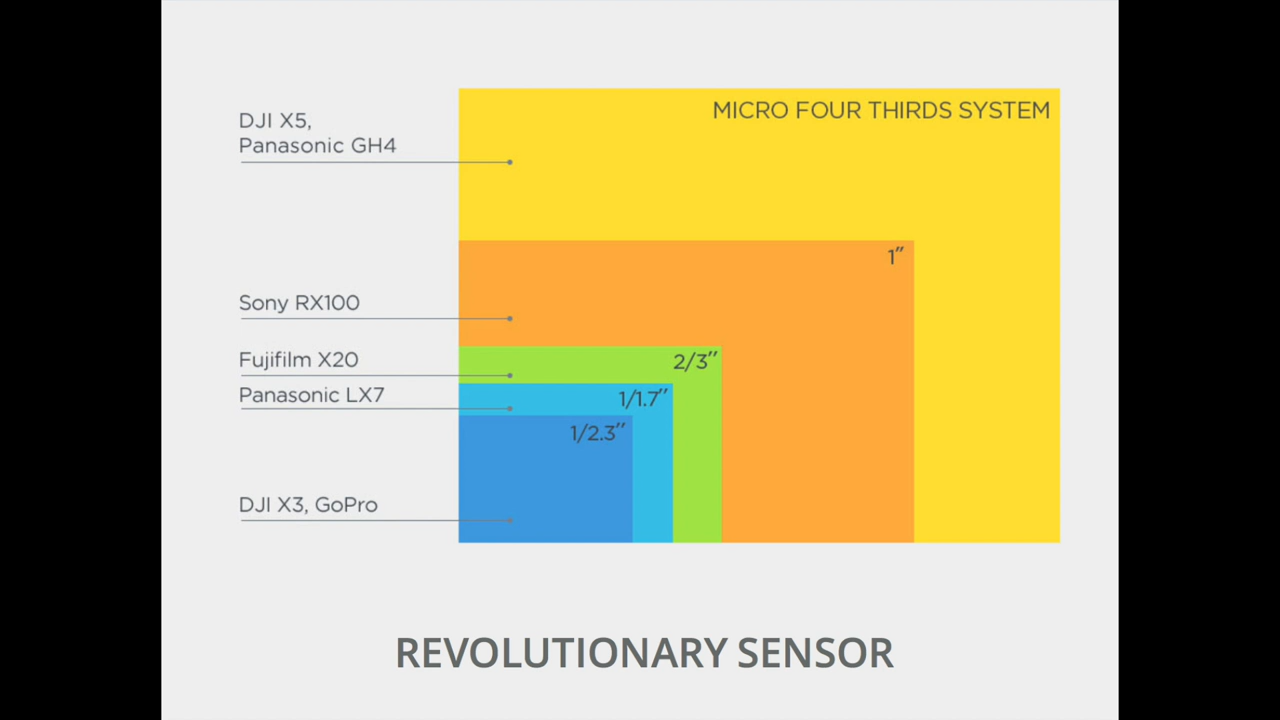 DJI X5,
Panasonic GH4
MICRO FOUR THIRDS SYSTEM
1″
Sony RX100
Fujifilm X20
2/3″
Panasonic LX7
1/1.7″
1/2.3″
DJI X3, GoPro
REVOLUTIONARY SENSOR